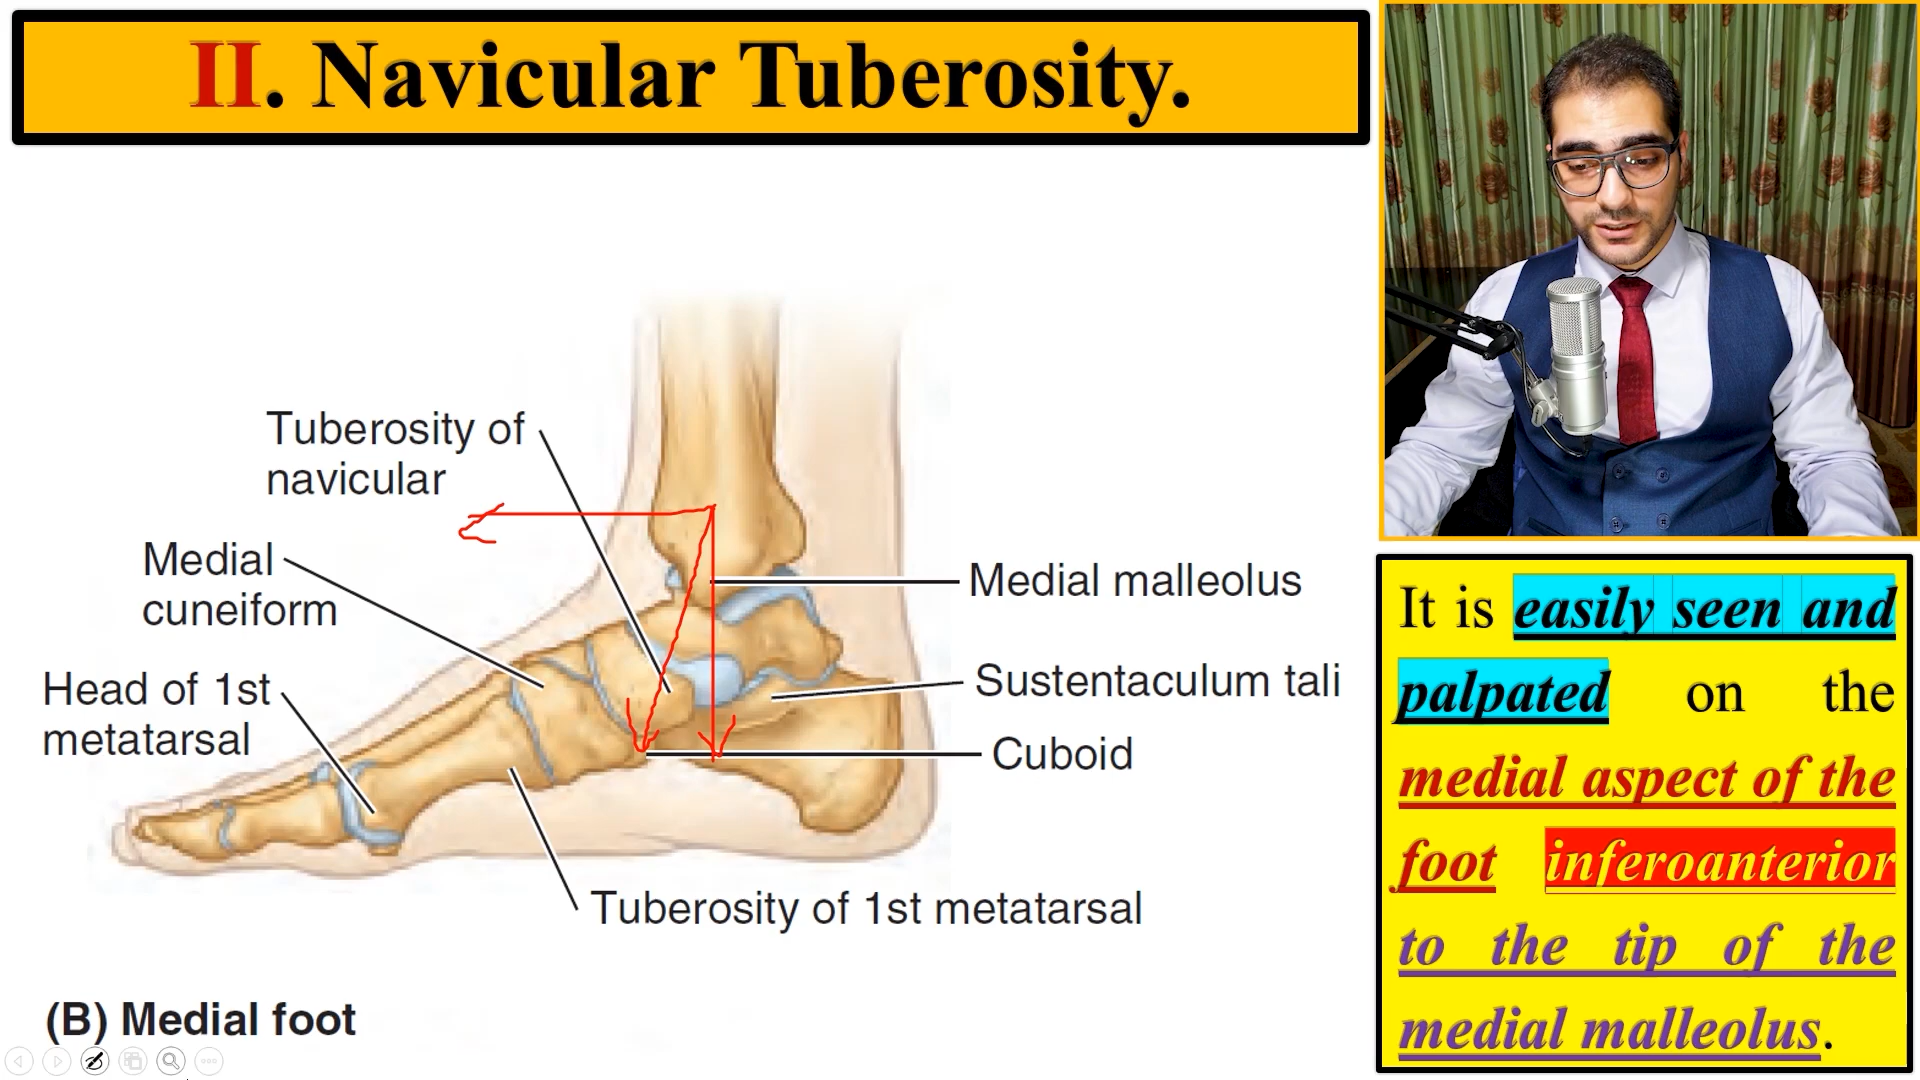 II. Navicular Tuberosity.
Tuberosity of
navicular
Medial
cuneiform
Head of 1st
metatarsal
Medial malleolus
Sustentaculum tali
Cuboid
Tuberosity of 1st metatarsal
(B) Medial foot
It is easily seen and
palpated on the
medial aspect of the
foot inferoanterior
to the tip of the
medial malleolus.